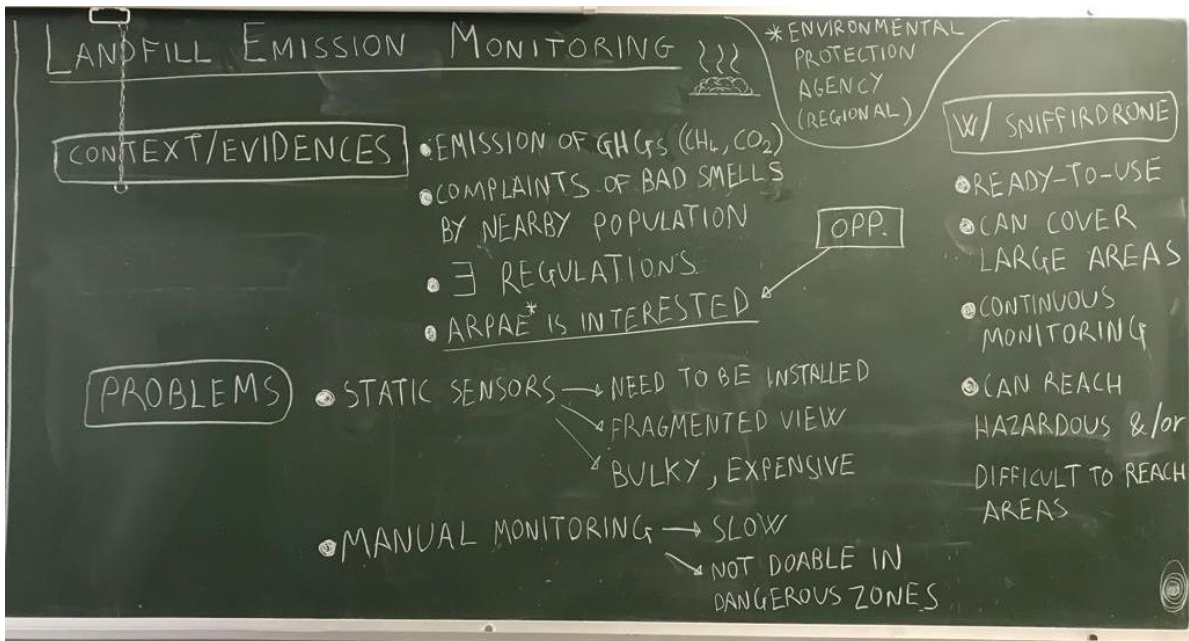 LANDFILL EMISSION MONITORING
* ENVIRONMENTAL
PROTECTION
AGENCY
(REGIONAL)
CONTEXT/EVIDENCES
• EMISSION OF GHGS (CH₄, CO₂)
• COMPLAINTS OF BAD SMELLS
BY NEARBY POPULATION
• ∃ REGULATIONS
• ARPAE* IS INTERESTED
OPP.
PROBLEMS
• STATIC SENSORS → NEED TO BE INSTALLED
↘ FRAGMENTED VIEW
↘ BULKY, EXPENSIVE
• MANUAL MONITORING → SLOW
↘ NOT DOABLE IN
DANGEROUS ZONES
W/ SNIFFIRDRONE
• READY-TO-USE
• CAN COVER
LARGE AREAS
• CONTINUOUS
MONITORING
• CAN REACH
HAZARDOUS &/or
DIFFICULT TO REACH
AREAS